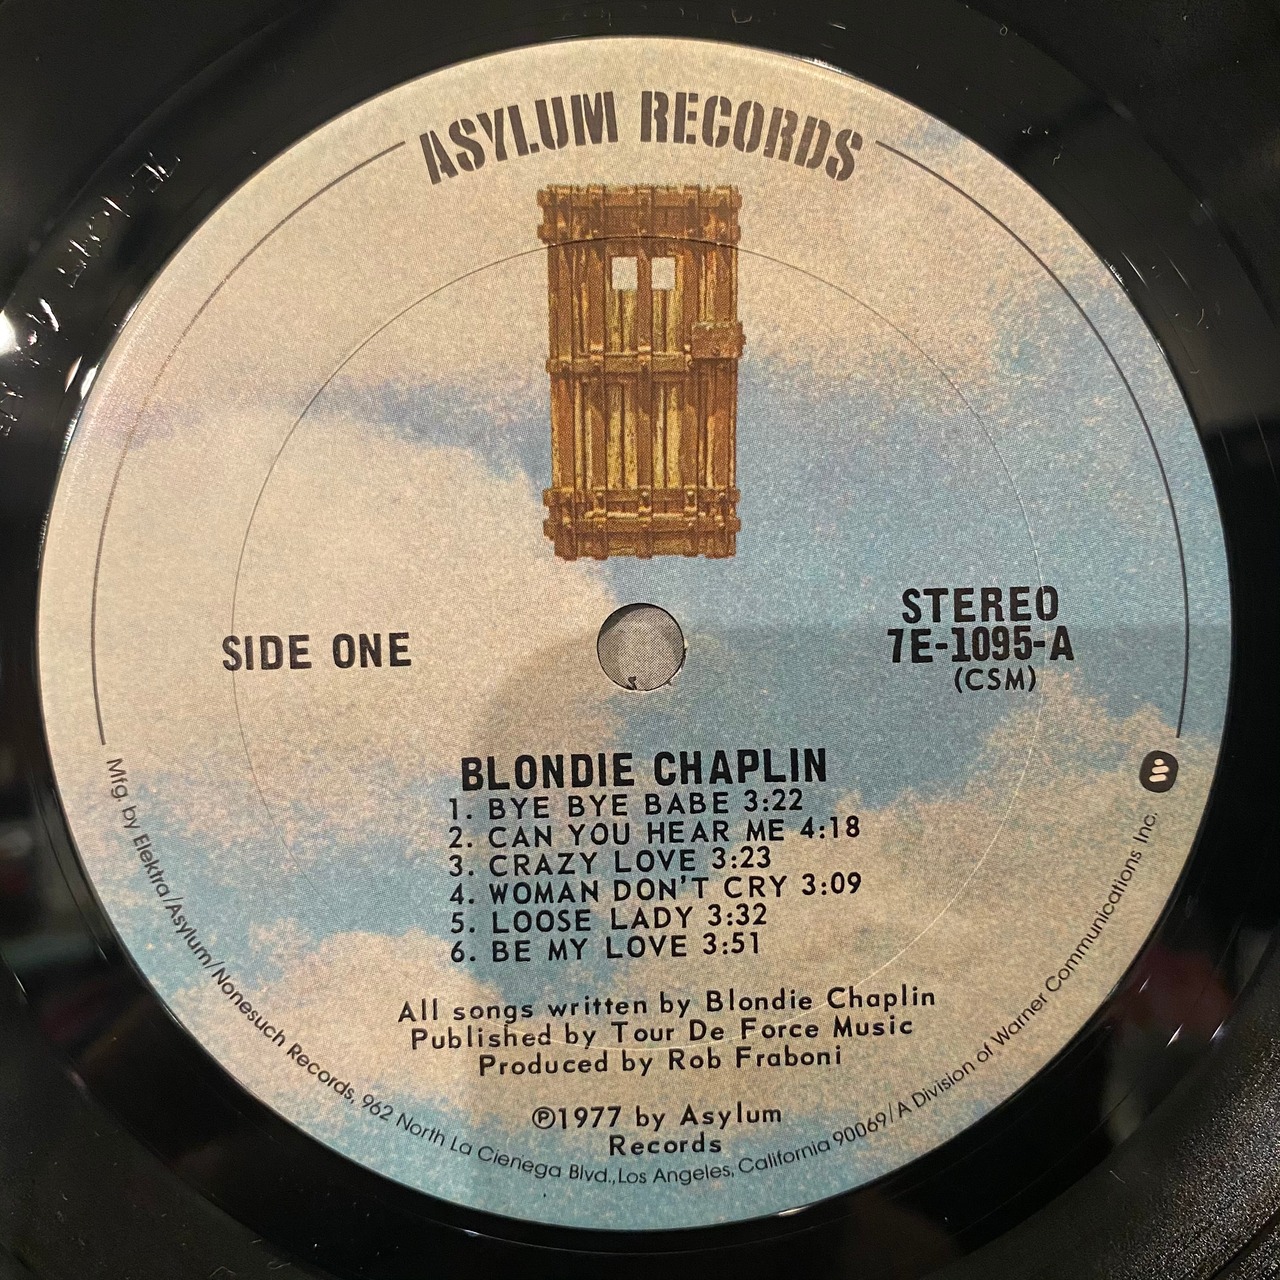 ASYLUM RECORDS
SIDE ONE
STEREO
7E-1095-A
(CSM)
BLONDIE CHAPLIN
1. BYE BYE BABE 3:22
2. CAN YOU HEAR ME 4:18
3. CRAZY LOVE 3:23
4. WOMAN DON'T CRY 3:09
5. LOOSE LADY 3:32
6. BE MY LOVE 3:51
All songs written by Blondie Chaplin
Published by Tour De Force Music
Produced by Rob Fraboni
℗1977 by Asylum
Records
Mfg. by Elektra/Asylum/Nonesuch Records, 962 North La Cienega Blvd., Los Angeles, California 90069/A Division of Warner Communications Inc.